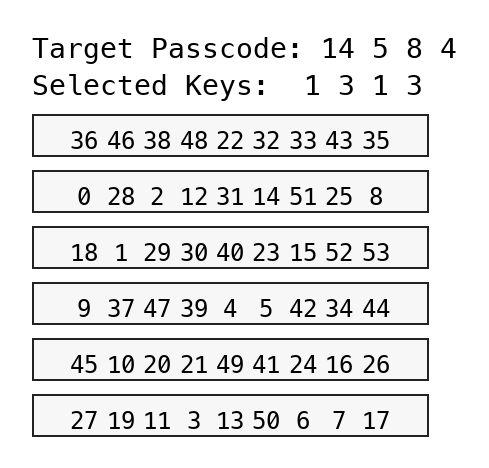 Target Passcode: 14 5 8 4
Selected Keys: 1 3 1 3
36 46 38 48 22 32 33 43 35
0 28 2 12 31 14 51 25 8
18 1 29 30 40 23 15 52 53
9 37 47 39 4 5 42 34 44
45 10 20 21 49 41 24 16 26
27 19 11 3 13 50 6 7 17